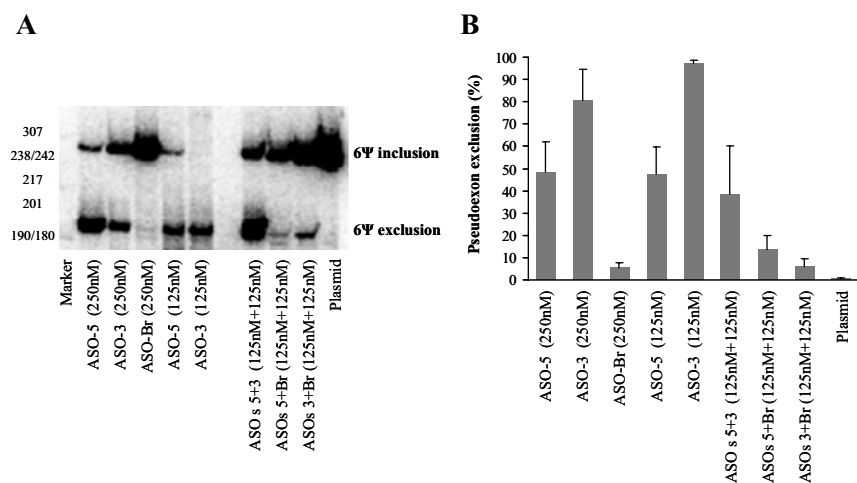 A
307
238/242
217
201
190/180
6Ψ inclusion
6Ψ exclusion
Marker
ASO-5 (250nM)
ASO-3 (250nM)
ASO-Br (250nM)
ASO-5 (125nM)
ASO-3 (125nM)
ASO s 5+3 (125nM+125nM)
ASOs 5+Br (125nM+125nM)
ASOs 3+Br (125nM+125nM)
Plasmid
B
Pseudoexon exclusion (%)
100
90
80
70
60
50
40
30
20
10
0
ASO-5 (250nM)
ASO-3 (250nM)
ASO-Br (250nM)
ASO-5 (125nM)
ASO-3 (125nM)
ASO s 5+3 (125nM+125nM)
ASOs 5+Br (125nM+125nM)
ASOs 3+Br (125nM+125nM)
Plasmid